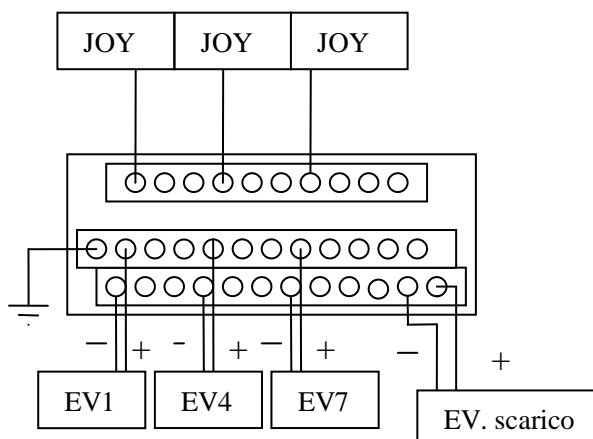 JOY JOY JOY
– + - + – + – +
EV1 EV4 EV7 EV. scarico